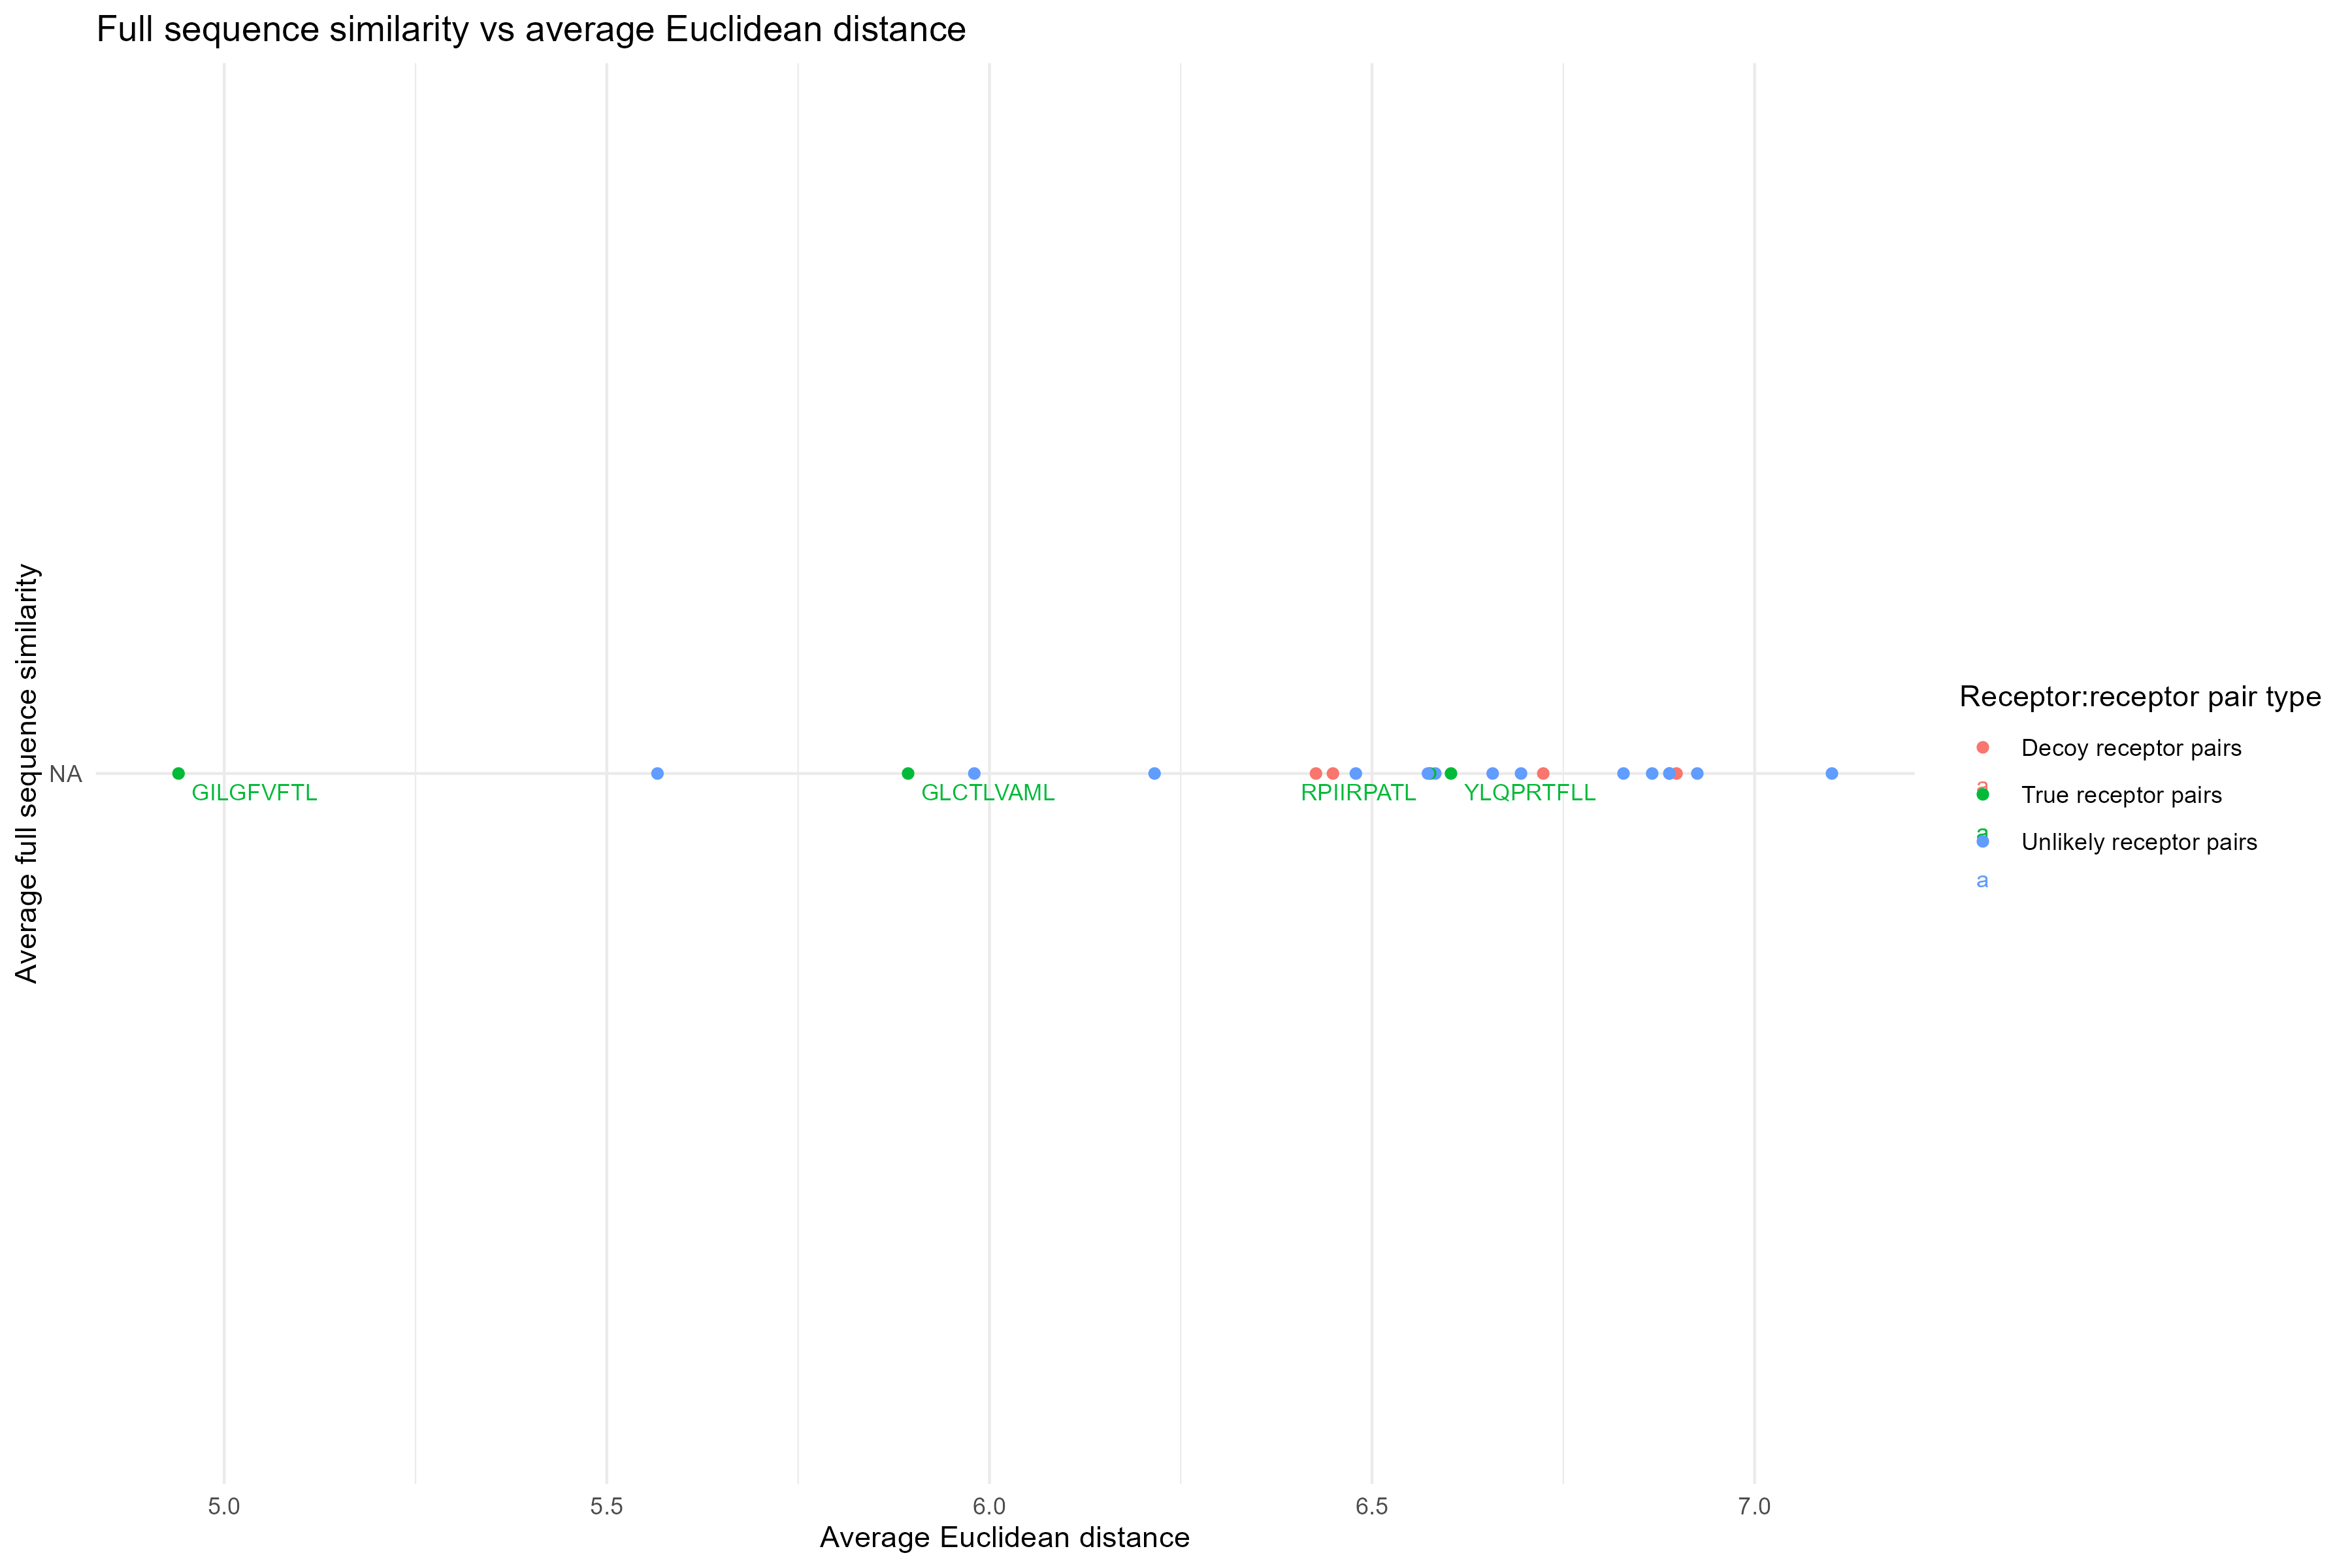 Full sequence similarity vs average Euclidean distance
Average full sequence similarity
NA
GILGFVFTL
GLCTLVAML
RPIIRPATL
YLQPRTFLL
5.0
5.5
6.0
6.5
7.0
Average Euclidean distance
Receptor:receptor pair type
Decoy receptor pairs
a
True receptor pairs
a
Unlikely receptor pairs
a